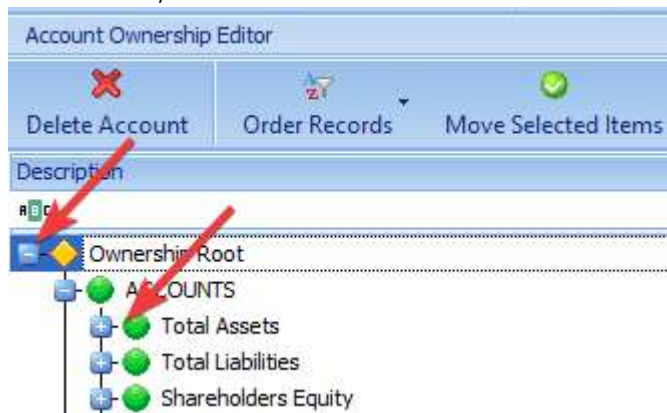 Account Ownership Editor
Delete Account Order Records Move Selected Items
Description
Ownership Root
ACCOUNTS
Total Assets
Total Liabilities
Shareholders Equity